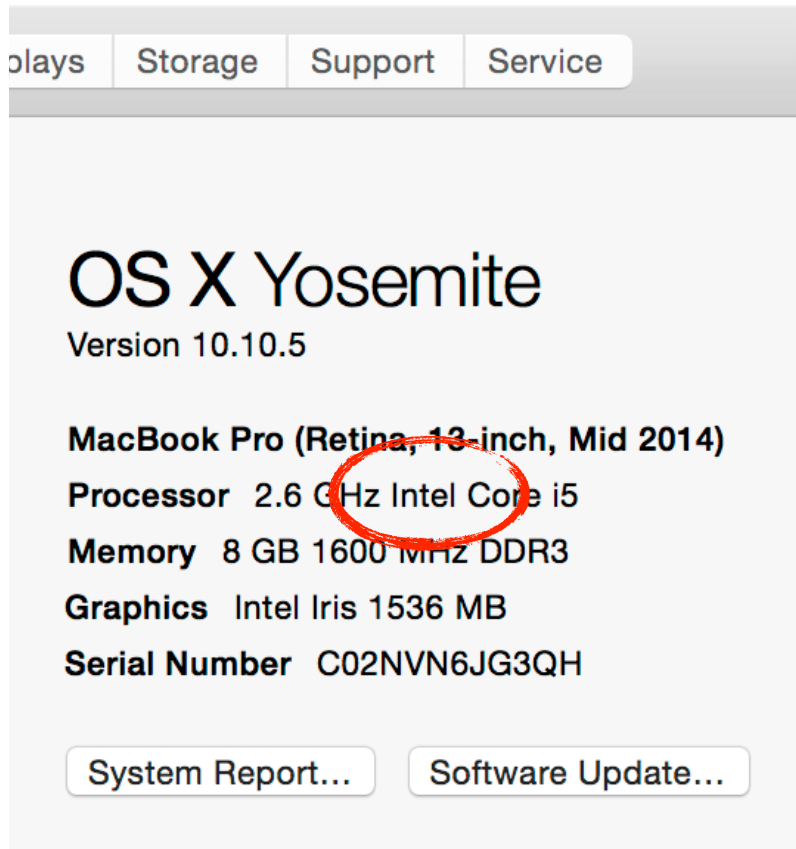 plays Storage Support Service
OS X Yosemite
Version 10.10.5
MacBook Pro (Retina, 13-inch, Mid 2014)
Processor 2.6 GHz Intel Core i5
Memory 8 GB 1600 MHz DDR3
Graphics Intel Iris 1536 MB
Serial Number C02NVN6JG3QH
System Report... Software Update...